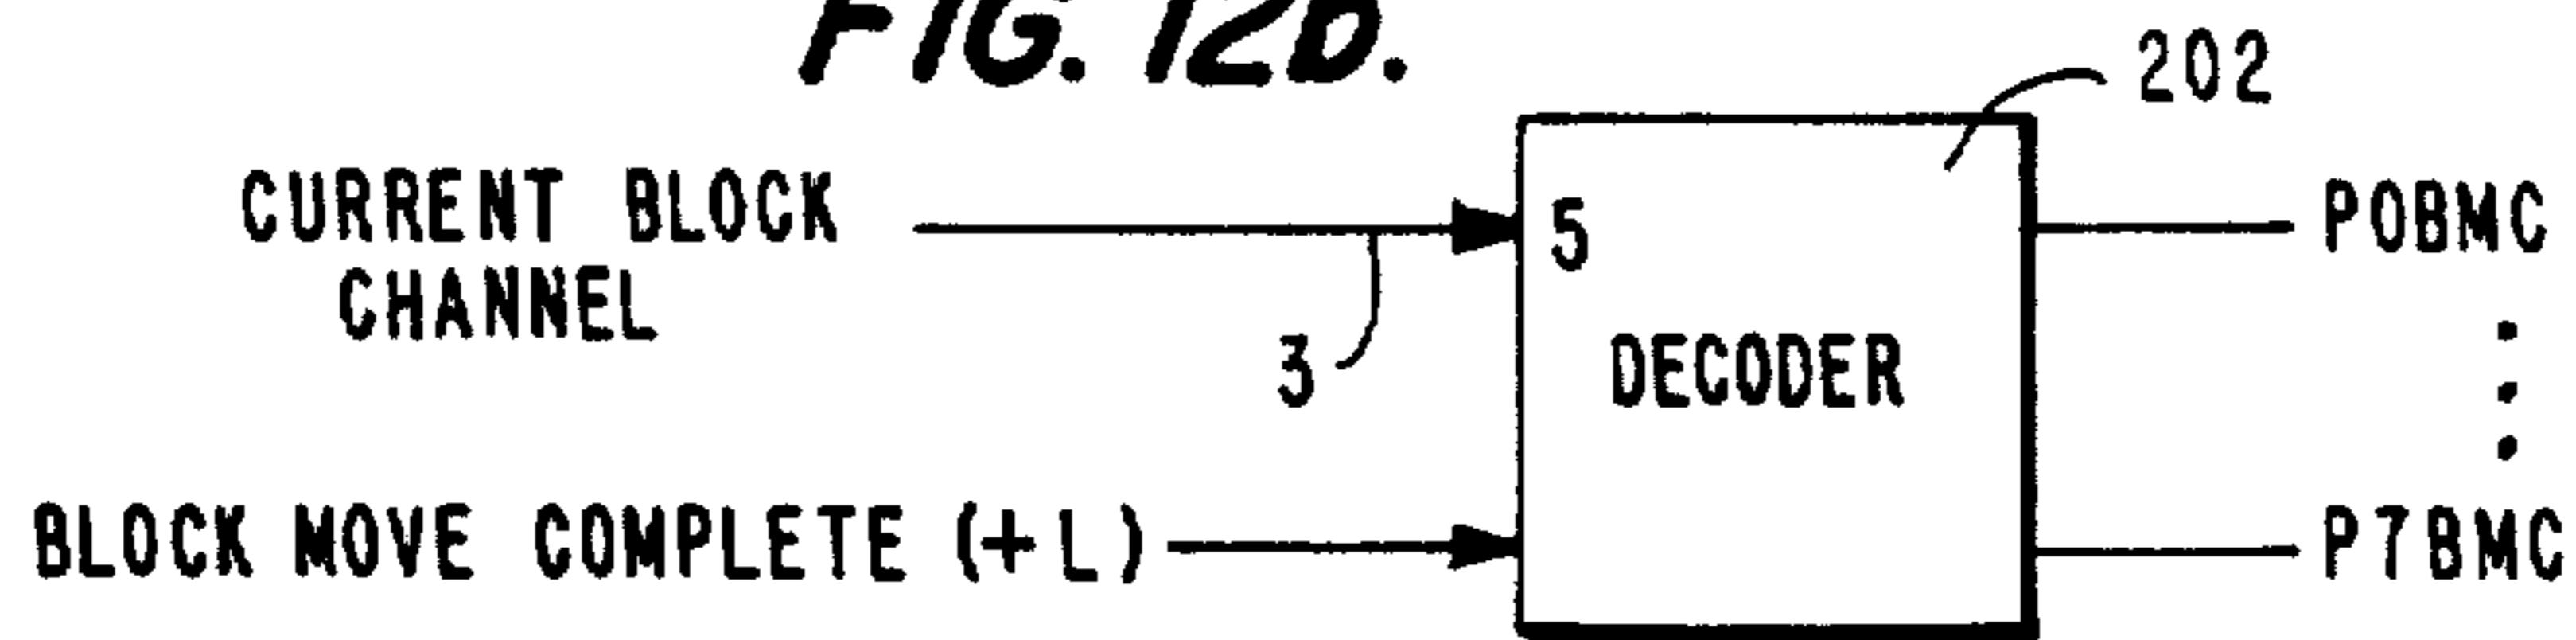 FIG. 12b.
202
CURRENT BLOCK
CHANNEL
5
3
DECODER
BLOCK MOVE COMPLETE (+L)
P0BMC
P7BMC